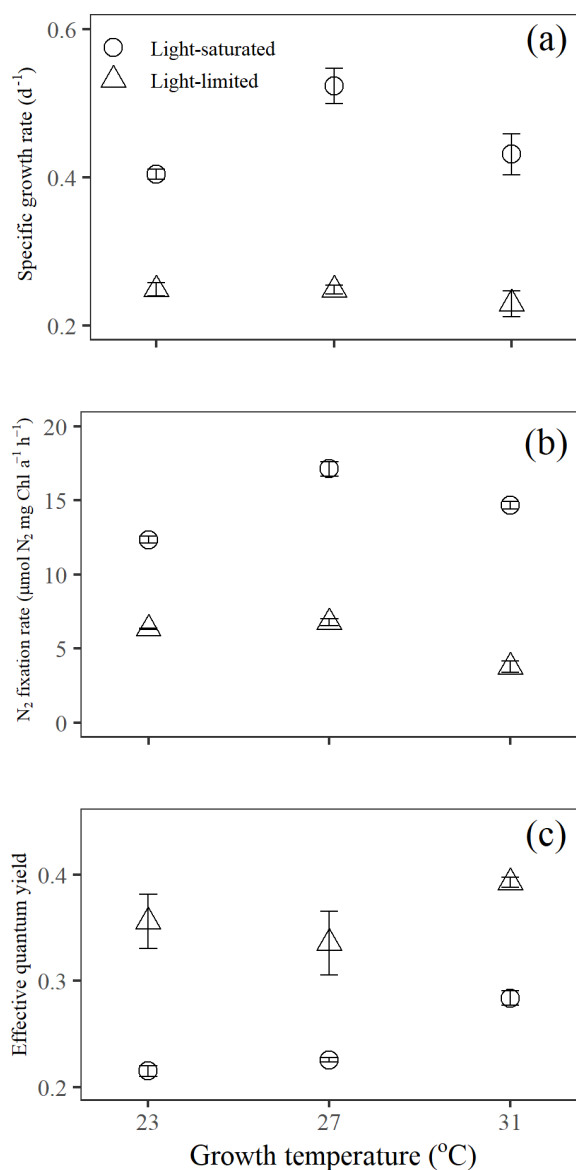 (a)
Light-saturated
Light-limited
Specific growth rate (d⁻¹)
0.6
0.4
0.2
(b)
N₂ fixation rate (μmol N₂ mg Chl a⁻¹ h⁻¹)
20
15
10
5
0
(c)
Effective quantum yield
0.4
0.3
0.2
23
27
31
Growth temperature (°C)